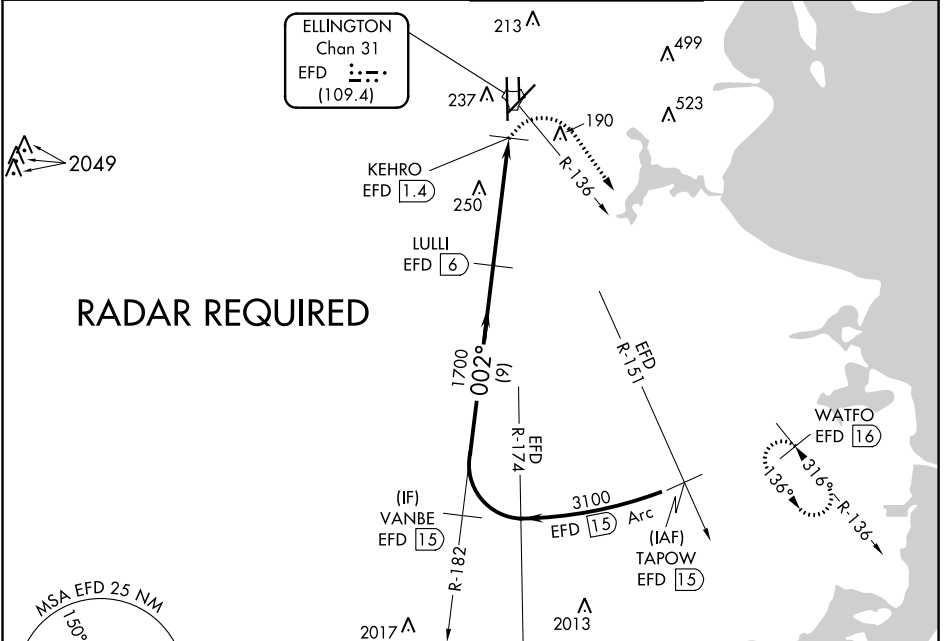 ELLINGTON
Chan 31
EFD
(109.4)
213
499
237
523
190
2049
KEHRO
EFD 1.4
R-136
250
LULLI
EFD 6
RADAR REQUIRED
1700
002°
(9)
EFD
R-151
EFD
R-174
WATFO
EFD 16
316°
136°
R-136
3100
EFD 15 Arc
(IF)
VANBE
EFD 15
(IAF)
TAPOW
EFD 15
R-182
MSA EFD 25 NM
150°
2017
2013